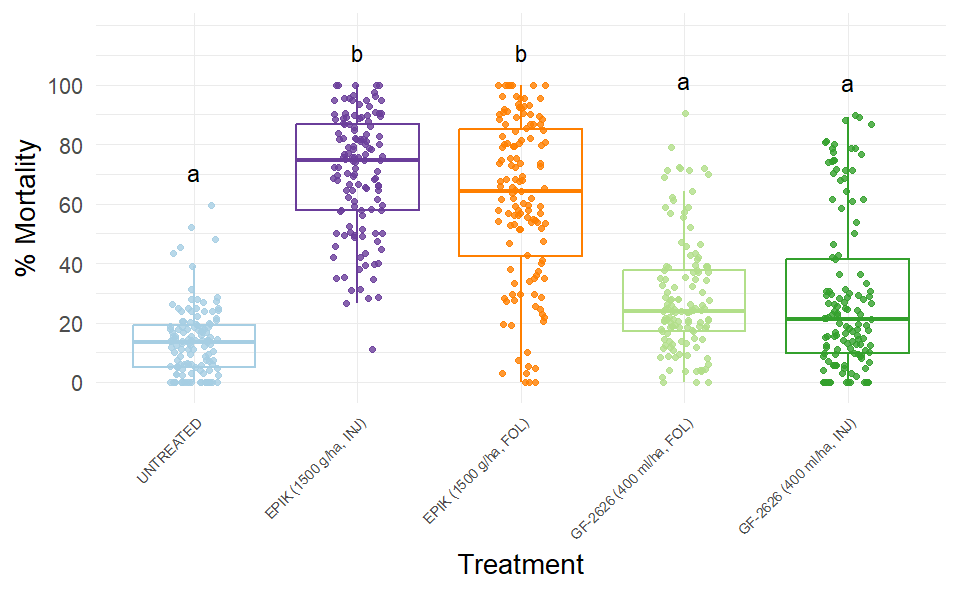 b
b
a
a
a
100
80
60
40
20
0
% Mortality
UNTREATED
EPIK (1500 g/ha, INJ)
EPIK (1500 g/ha, FOL)
GF-2626 (400 ml/ha, FOL)
GF-2626 (400 ml/ha, INJ)
Treatment